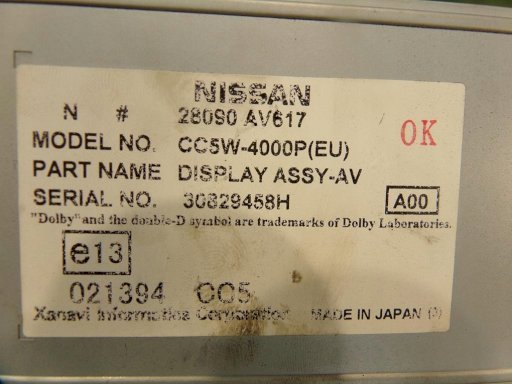 NISSAN
N # 28090 AV617
OK
MODEL NO. CC5W-4000P(EU)
PART NAME DISPLAY ASSY-AV
SERIAL NO. 30829458H A00
"Dolby" and the double-D symbol are trademarks of Dolby Laboratories.
e13
021394 005
Xanavi Informatics Corporation MADE IN JAPAN